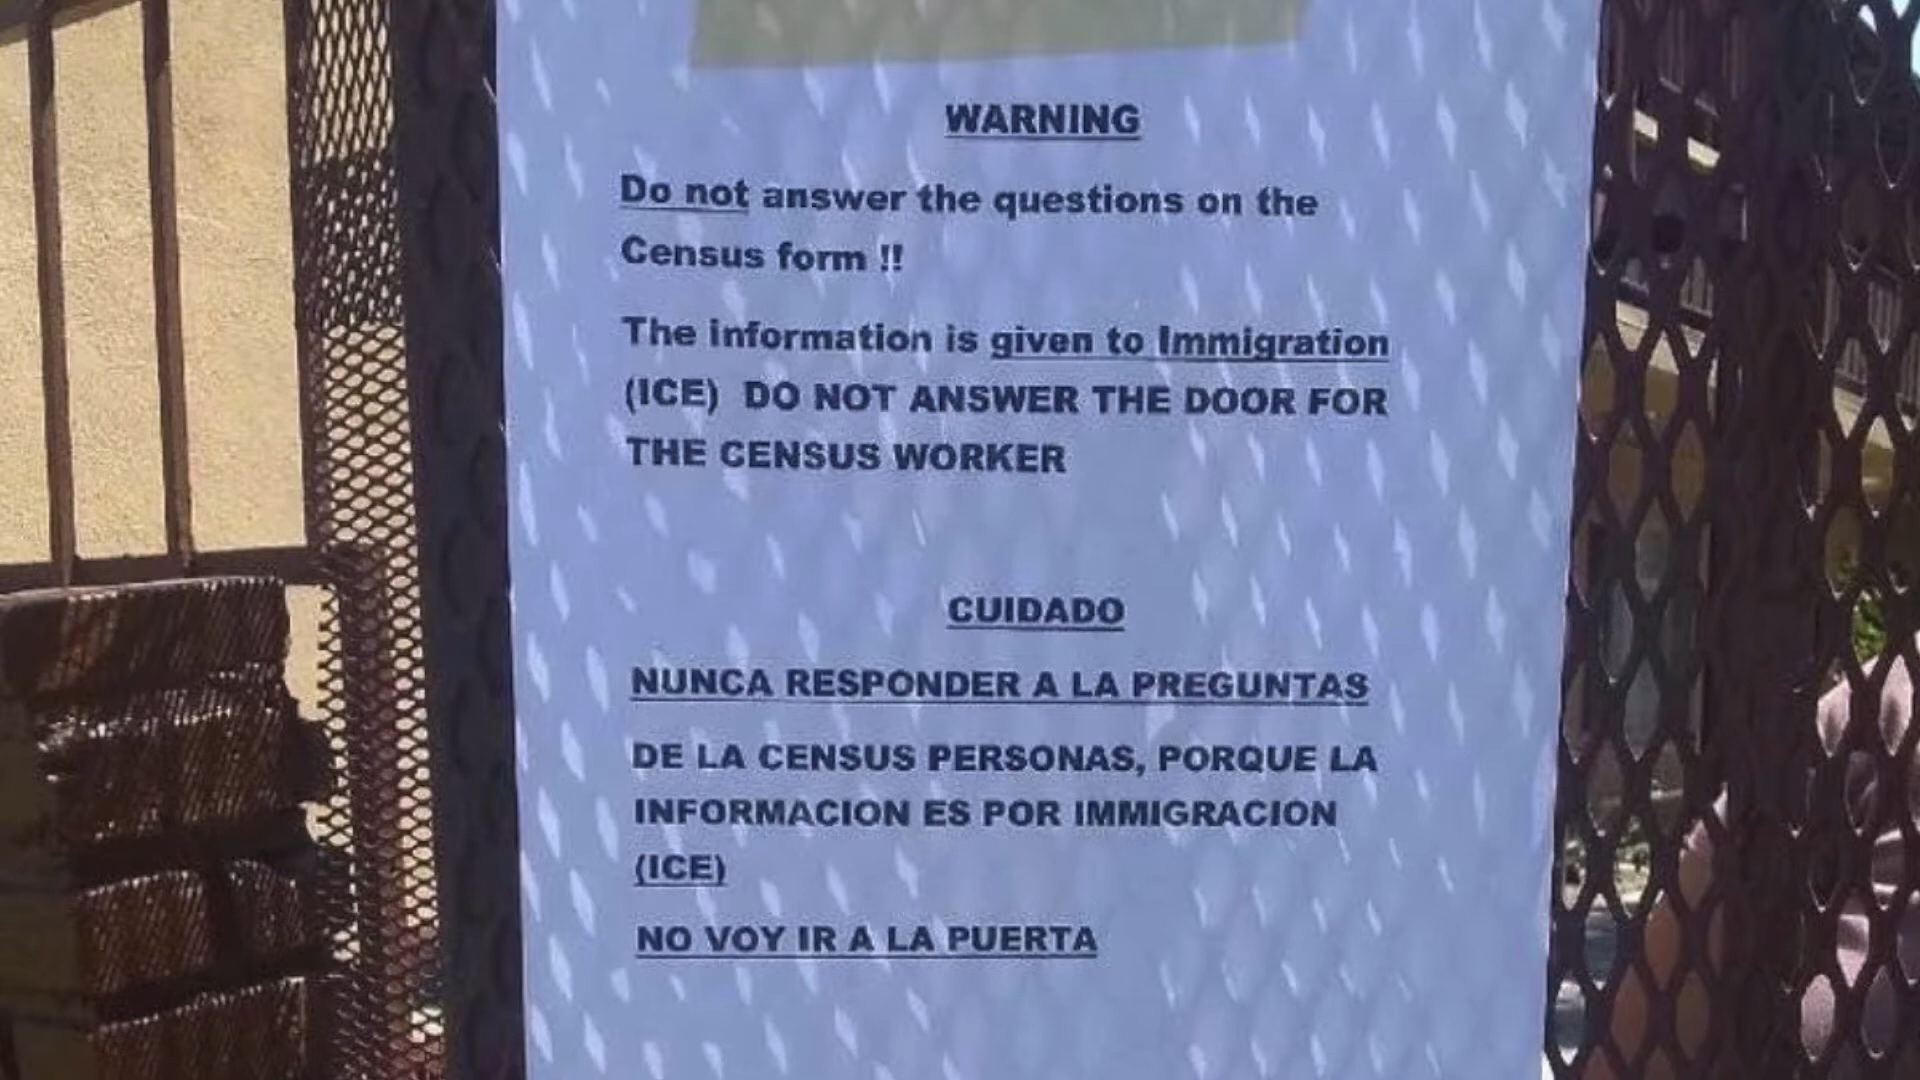 WARNING
Do not answer the questions on the
Census form !!
The information is given to Immigration
(ICE) DO NOT ANSWER THE DOOR FOR
THE CENSUS WORKER
CUIDADO
NUNCA RESPONDER A LA PREGUNTAS
DE LA CENSUS PERSONAS, PORQUE LA
INFORMACION ES POR IMMIGRACION
(ICE)
NO VOY IR A LA PUERTA